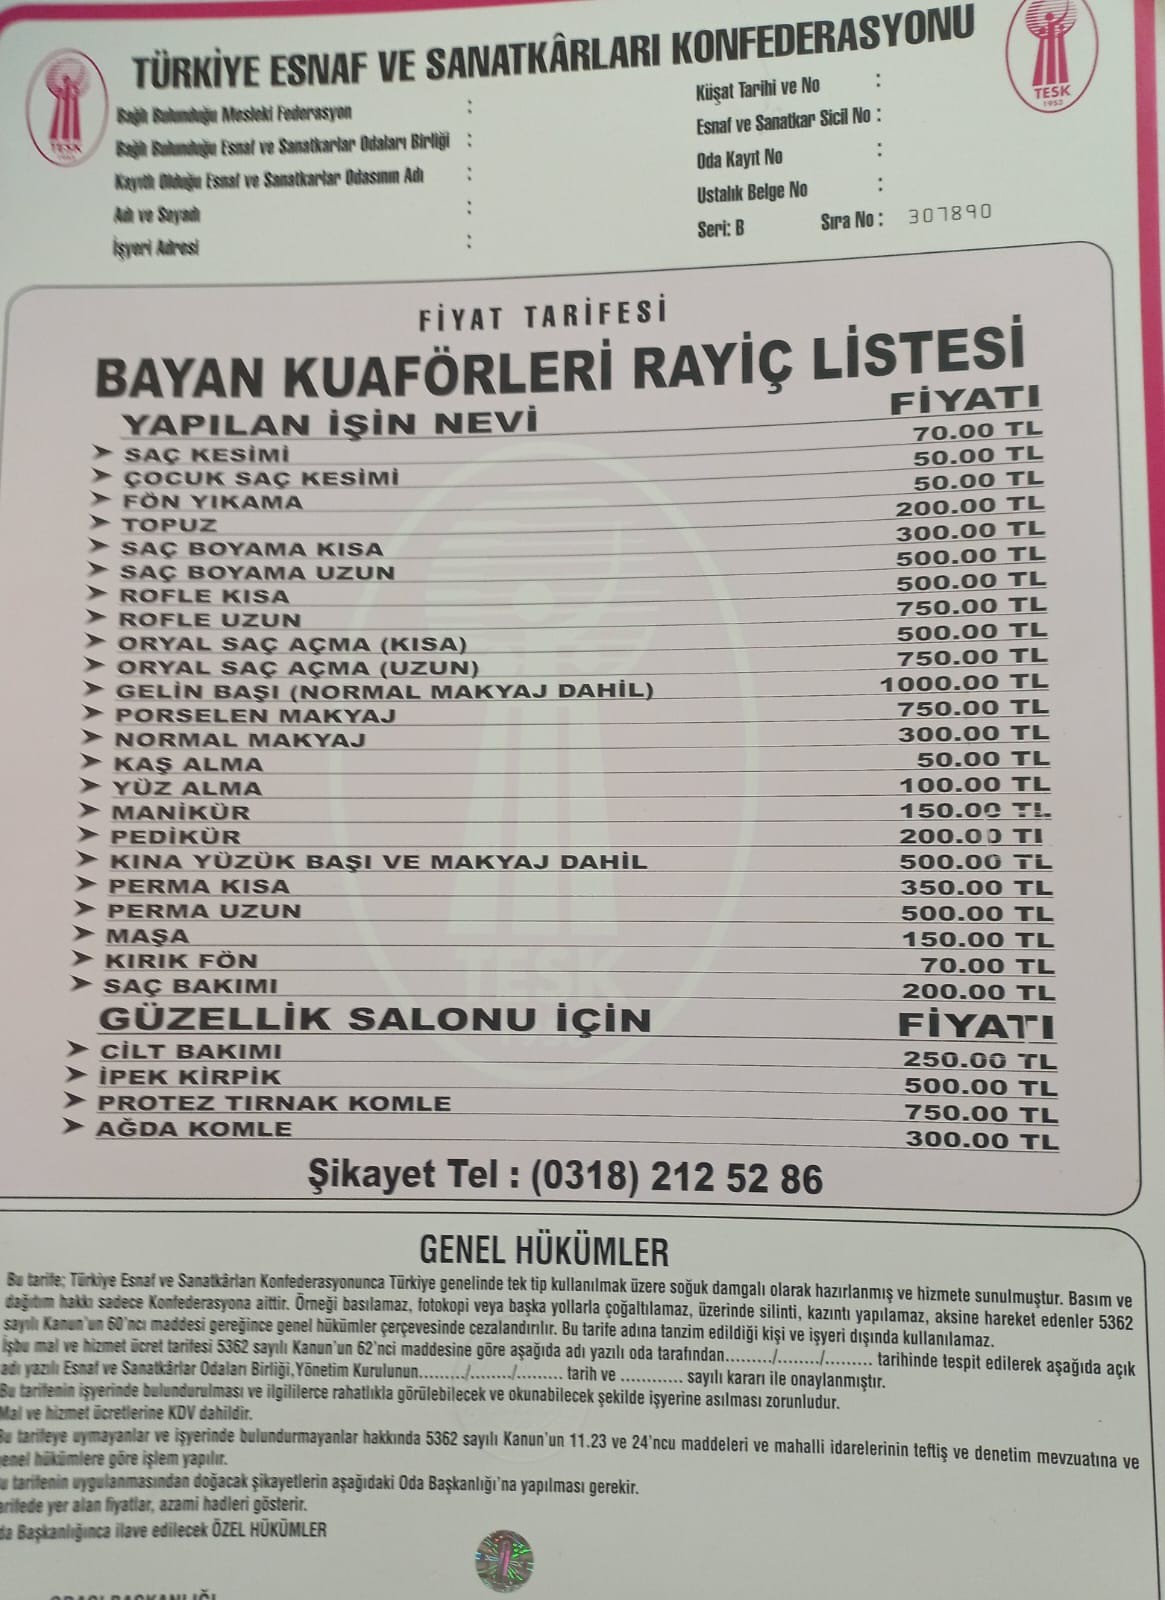 TÜRKİYE ESNAF VE SANATKÂRLARI KONFEDERASYONU
TESK
1952
TESK
Bağlı Bulunduğu Mesleki Federasyon :
Bağlı Bulunduğu Esnaf ve Sanatkarlar Odaları Birliği :
Kayıtlı Olduğu Esnaf ve Sanatkarlar Odasının Adı :
Adı ve Soyadı :
İşyeri Adresi :
Küşat Tarihi ve No :
Esnaf ve Sanatkar Sicil No :
Oda Kayıt No :
Ustalık Belge No :
Seri: B Sıra No : 307890
FİYAT TARİFESİ
BAYAN KUAFÖRLERİ RAYİÇ LİSTESİ
YAPILAN İŞİN NEVİ FİYATI
➤ SAÇ KESİMİ 70.00 TL
➤ ÇOCUK SAÇ KESİMİ 50.00 TL
➤ FÖN YIKAMA 50.00 TL
➤ TOPUZ 200.00 TL
➤ SAÇ BOYAMA KISA 300.00 TL
➤ SAÇ BOYAMA UZUN 500.00 TL
➤ ROFLE KISA 500.00 TL
➤ ROFLE UZUN 750.00 TL
➤ ORYAL SAÇ AÇMA (KISA) 500.00 TL
➤ ORYAL SAÇ AÇMA (UZUN) 750.00 TL
➤ GELİN BAŞI (NORMAL MAKYAJ DAHİL) 1000.00 TL
➤ PORSELEN MAKYAJ 750.00 TL
➤ NORMAL MAKYAJ 300.00 TL
➤ KAŞ ALMA 50.00 TL
➤ YÜZ ALMA 100.00 TL
➤ MANİKÜR 150.00 TL
➤ PEDİKÜR 200.00 TL
➤ KINA YÜZÜK BAŞI VE MAKYAJ DAHİL 500.00 TL
➤ PERMA KISA 350.00 TL
➤ PERMA UZUN 500.00 TL
➤ MAŞA 150.00 TL
➤ KIRIK FÖN 70.00 TL
➤ SAÇ BAKIMI 200.00 TL
GÜZELLİK SALONU İÇİN FİYATI
➤ CİLT BAKIMI 250.00 TL
➤ İPEK KİRPİK 500.00 TL
➤ PROTEZ TIRNAK KOMLE 750.00 TL
➤ AĞDA KOMLE 300.00 TL
TESK
Şikayet Tel : (0318) 212 52 86
GENEL HÜKÜMLER
Bu tarife; Türkiye Esnaf ve Sanatkârları Konfederasyonunca Türkiye genelinde tek tip kullanılmak üzere soğuk damgalı olarak hazırlanmış ve hizmete sunulmuştur. Basım ve
dağıtım hakkı sadece Konfederasyona aittir. Örneği basılamaz, fotokopi veya başka yollarla çoğaltılamaz, üzerinde silinti, kazıntı yapılamaz, aksine hareket edenler 5362
sayılı Kanun'un 60'ncı maddesi gereğince genel hükümler çerçevesinde cezalandırılır. Bu tarife adına tanzim edildiği kişi ve işyeri dışında kullanılamaz.
İşbu mal ve hizmet ücret tarifesi 5362 sayılı Kanun'un 62'nci maddesine göre aşağıda adı yazılı oda tarafından........./......../......... tarihinde tespit edilerek aşağıda açık
adı yazılı Esnaf ve Sanatkârlar Odaları Birliği,Yönetim Kurulunun........./......../......... tarih ve ............ sayılı kararı ile onaylanmıştır.
Bu tarifenin işyerinde bulundurulması ve ilgililerce rahatlıkla görülebilecek ve okunabilecek şekilde işyerine asılması zorunludur.
Mal ve hizmet ücretlerine KDV dahildir.
Bu tarifeye uymayanlar ve işyerinde bulundurmayanlar hakkında 5362 sayılı Kanun'un 11.23 ve 24'ncu maddeleri ve mahalli idarelerinin teftiş ve denetim mevzuatına ve
genel hükümlere göre işlem yapılır.
u tarifenin uygulanmasından doğacak şikayetlerin aşağıdaki Oda Başkanlığı'na yapılması gerekir.
arifede yer alan fiyatlar, azami hadleri gösterir.
da Başkanlığınca ilave edilecek ÖZEL HÜKÜMLER